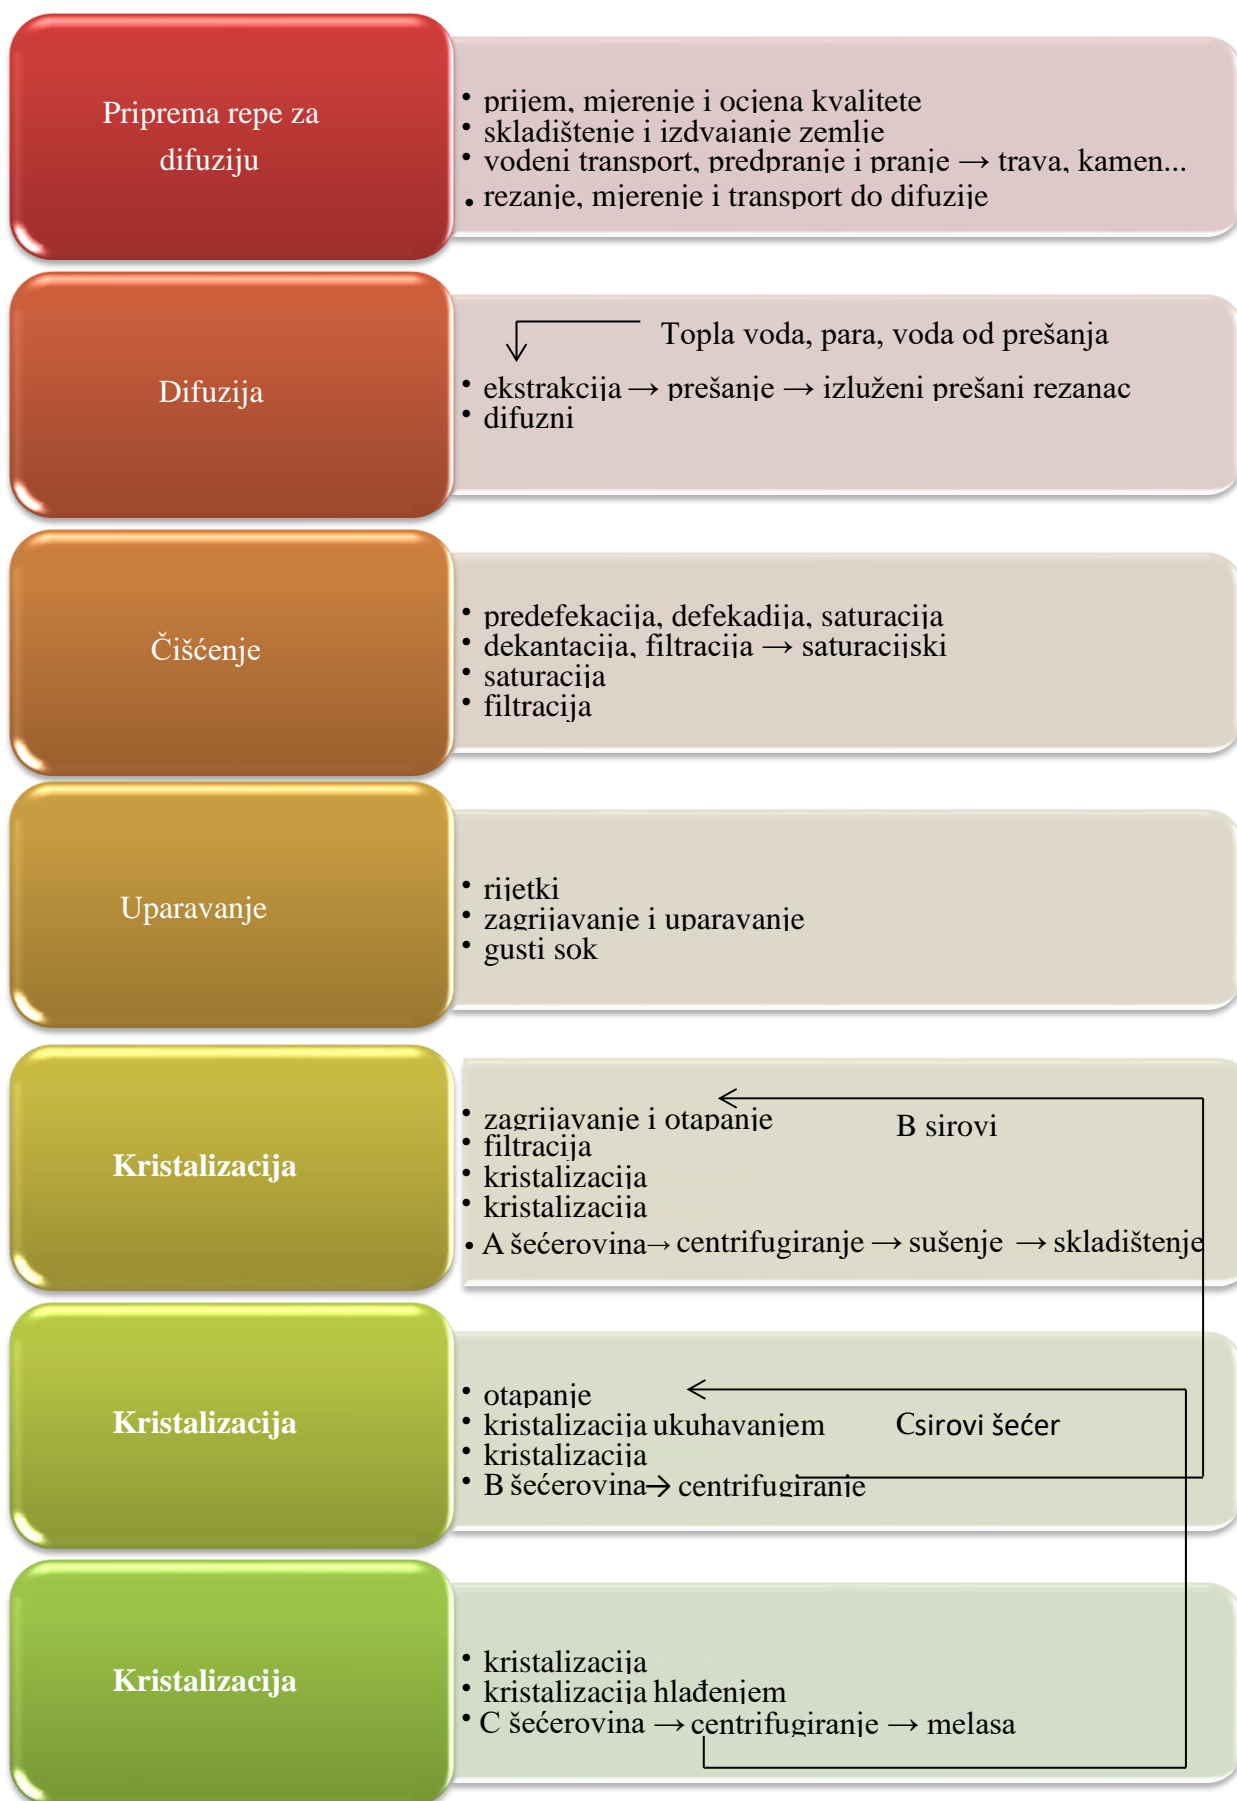 Priprema repe za
difuziju
• prijem, mjerenje i ocjena kvalitete
• skladištenje i izdvajanje zemlje
• vodeni transport, predpranje i pranje → trava, kamen...
• rezanje, mjerenje i transport do difuzije
Difuzija
Topla voda, para, voda od prešanja
• ekstrakcija → prešanje → izluženi prešani rezanac
• difuzni
Čišćenje
• predefekacija, defekadija, saturacija
• dekantacija, filtracija → saturacijski
• saturacija
• filtracija
Uparavanje
• rijetki
• zagrijavanje i uparavanje
• gusti sok
Kristalizacija
• zagrijavanje i otapanje
B sirovi
• filtracija
• kristalizacija
• kristalizacija
• A šećerovina → centrifugiranje → sušenje → skladištenje
Kristalizacija
• otapanje
• kristalizacija ukuhavanjem
Csirovi šećer
• kristalizacija
• B šećerovina → centrifugiranje
Kristalizacija
• kristalizacija
• kristalizacija hlađenjem
• C šećerovina → centrifugiranje → melasa